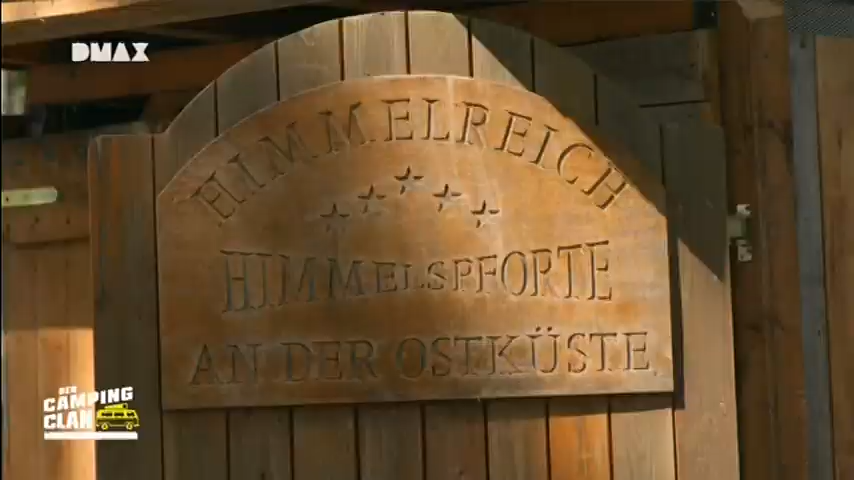 DMAX
HIMMELREICH
HIMMELSPFORTE
AN DER OSTKÜSTE
DER
CAMPING
CLAN